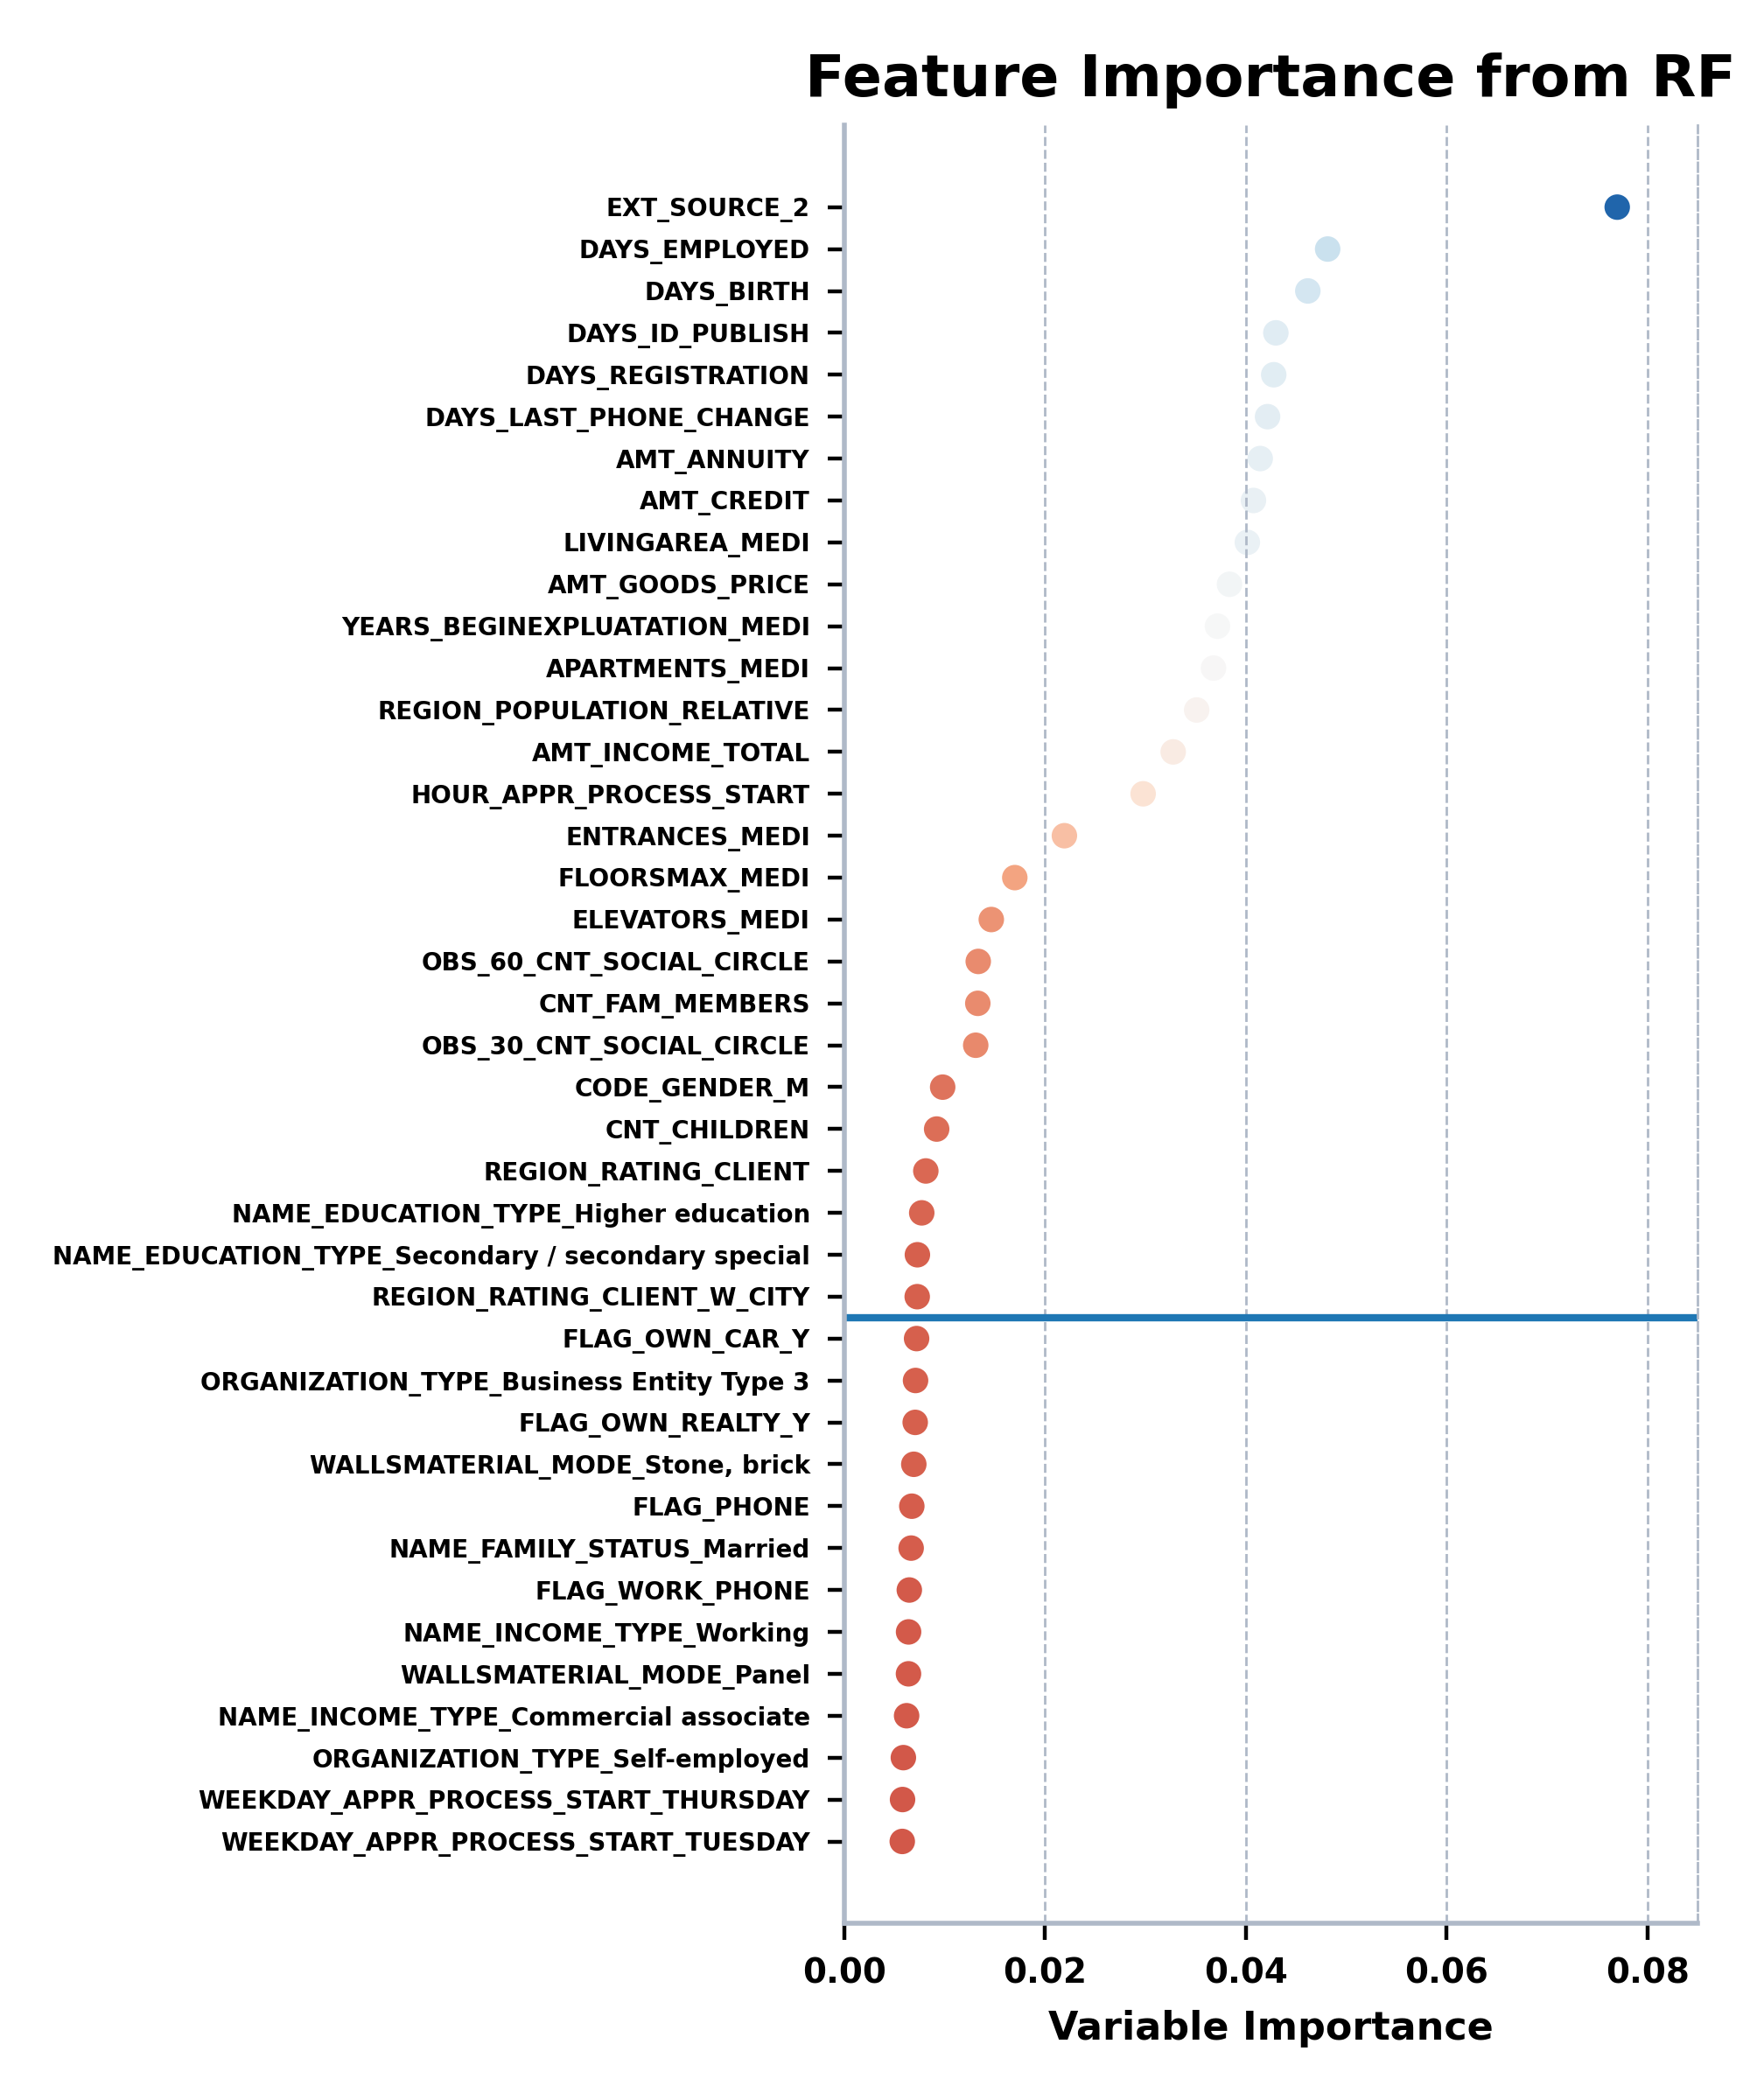 Feature Importance from RF
EXT_SOURCE_2
DAYS_EMPLOYED
DAYS_BIRTH
DAYS_ID_PUBLISH
DAYS_REGISTRATION
DAYS_LAST_PHONE_CHANGE
AMT_ANNUITY
AMT_CREDIT
LIVINGAREA_MEDI
AMT_GOODS_PRICE
YEARS_BEGINEXPLUATATION_MEDI
APARTMENTS_MEDI
REGION_POPULATION_RELATIVE
AMT_INCOME_TOTAL
HOUR_APPR_PROCESS_START
ENTRANCES_MEDI
FLOORSMAX_MEDI
ELEVATORS_MEDI
OBS_60_CNT_SOCIAL_CIRCLE
CNT_FAM_MEMBERS
OBS_30_CNT_SOCIAL_CIRCLE
CODE_GENDER_M
CNT_CHILDREN
REGION_RATING_CLIENT
NAME_EDUCATION_TYPE_Higher education
NAME_EDUCATION_TYPE_Secondary / secondary special
REGION_RATING_CLIENT_W_CITY
FLAG_OWN_CAR_Y
ORGANIZATION_TYPE_Business Entity Type 3
FLAG_OWN_REALTY_Y
WALLSMATERIAL_MODE_Stone, brick
FLAG_PHONE
NAME_FAMILY_STATUS_Married
FLAG_WORK_PHONE
NAME_INCOME_TYPE_Working
WALLSMATERIAL_MODE_Panel
NAME_INCOME_TYPE_Commercial associate
ORGANIZATION_TYPE_Self-employed
WEEKDAY_APPR_PROCESS_START_THURSDAY
WEEKDAY_APPR_PROCESS_START_TUESDAY
0.00 0.02 0.04 0.06 0.08
Variable Importance